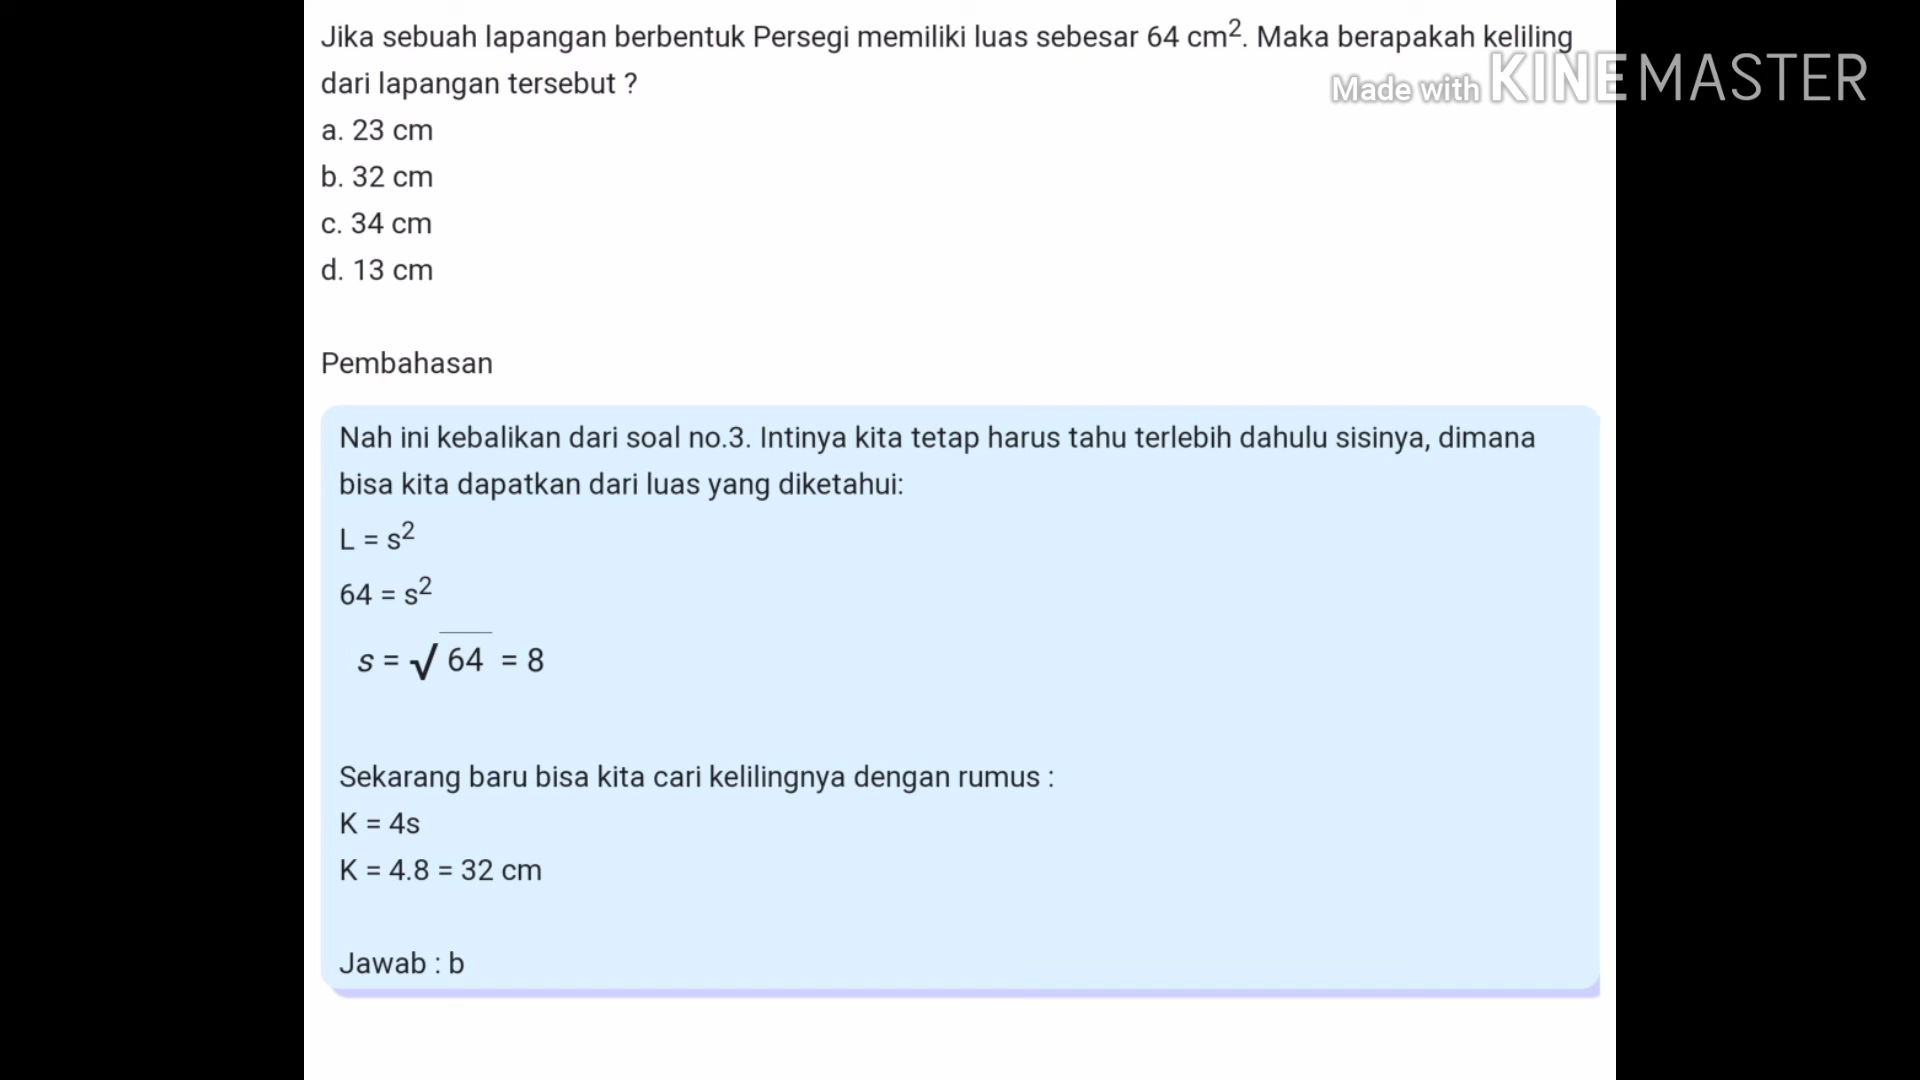 Jika sebuah lapangan berbentuk Persegi memiliki luas sebesar 64 cm². Maka berapakah keliling
dari lapangan tersebut ?
Made with KINEMASTER
a. 23 cm
b. 32 cm
c. 34 cm
d. 13 cm
Pembahasan
Nah ini kebalikan dari soal no.3. Intinya kita tetap harus tahu terlebih dahulu sisinya, dimana
bisa kita dapatkan dari luas yang diketahui:
L = s²
64 = s²
s = √64 = 8
Sekarang baru bisa kita cari kelilingnya dengan rumus :
K = 4s
K = 4.8 = 32 cm
Jawab : b